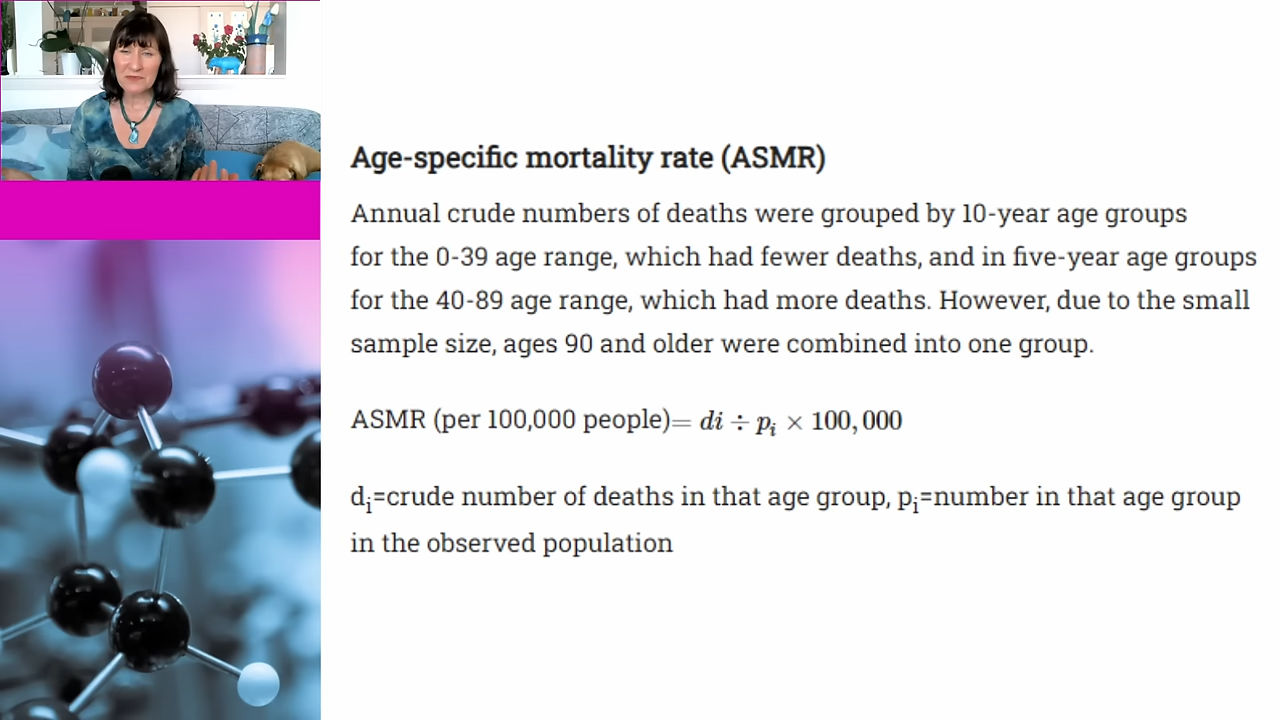 Age-specific mortality rate (ASMR)
Annual crude numbers of deaths were grouped by 10-year age groups
for the 0-39 age range, which had fewer deaths, and in five-year age groups
for the 40-89 age range, which had more deaths. However, due to the small
sample size, ages 90 and older were combined into one group.
ASMR (per 100,000 people)= di ÷ pᵢ × 100,000
dᵢ=crude number of deaths in that age group, pᵢ=number in that age group
in the observed population